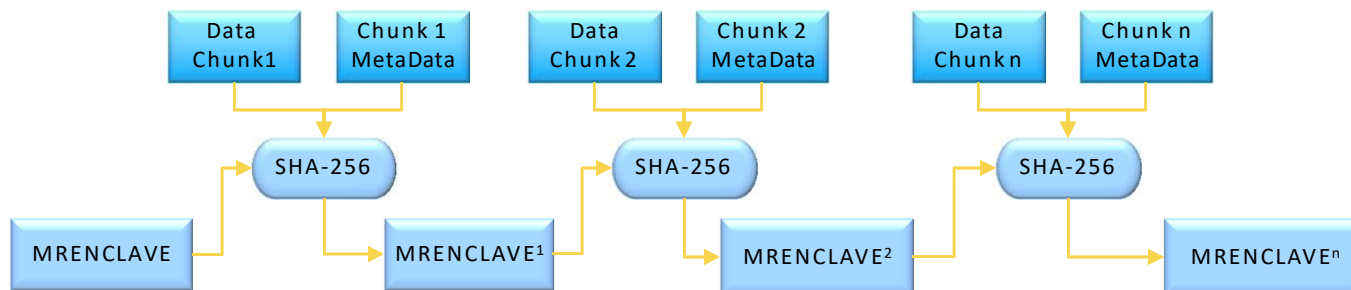 Data
Chunk1
Chunk 1
MetaData
Data
Chunk 2
Chunk 2
MetaData
Data
Chunk n
Chunk n
MetaData
SHA-256
SHA-256
SHA-256
MRENCLAVE
MRENCLAVE¹
MRENCLAVE²
MRENCLAVEⁿ